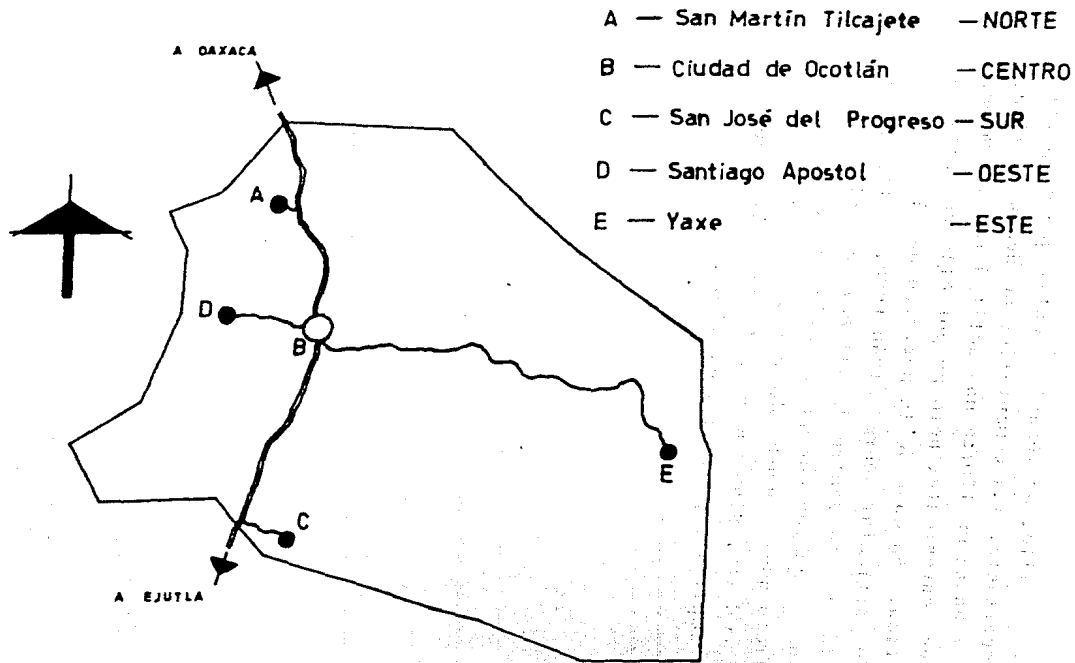 A — San Martín Tilcajete — NORTE
B — Ciudad de Ocotlán — CENTRO
C — San José del Progreso — SUR
D — Santiago Apostol — OESTE
E — Yaxe — ESTE
A OAXACA
A
D
B
E
C
A EJUTLA